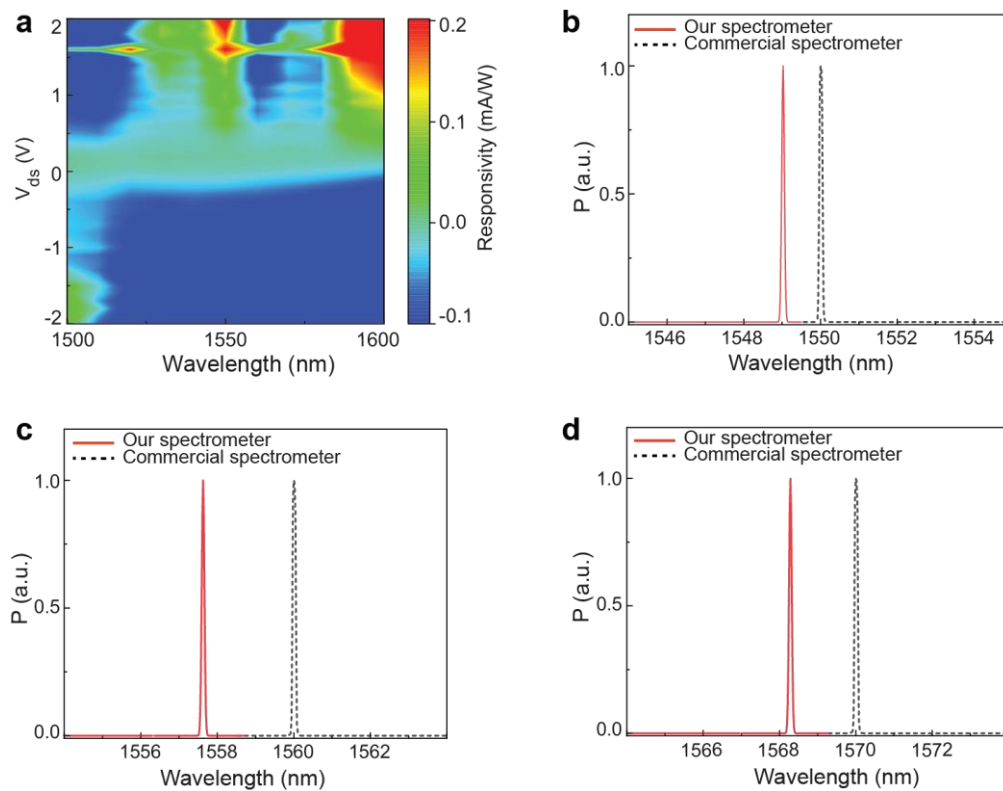 a
2
1
0
-1
-2
V_ds (V)
1500
1550
1600
Wavelength (nm)
0.2
0.1
0.0
-0.1
Responsivity (mA/W)
b
Our spectrometer
Commercial spectrometer
1.0
0.5
0.0
P (a.u.)
1546
1548
1550
1552
1554
Wavelength (nm)
c
Our spectrometer
Commercial spectrometer
1.0
0.5
0.0
P (a.u.)
1556
1558
1560
1562
Wavelength (nm)
d
Our spectrometer
Commercial spectrometer
1.0
0.5
0.0
P (a.u.)
1566
1568
1570
1572
Wavelength (nm)